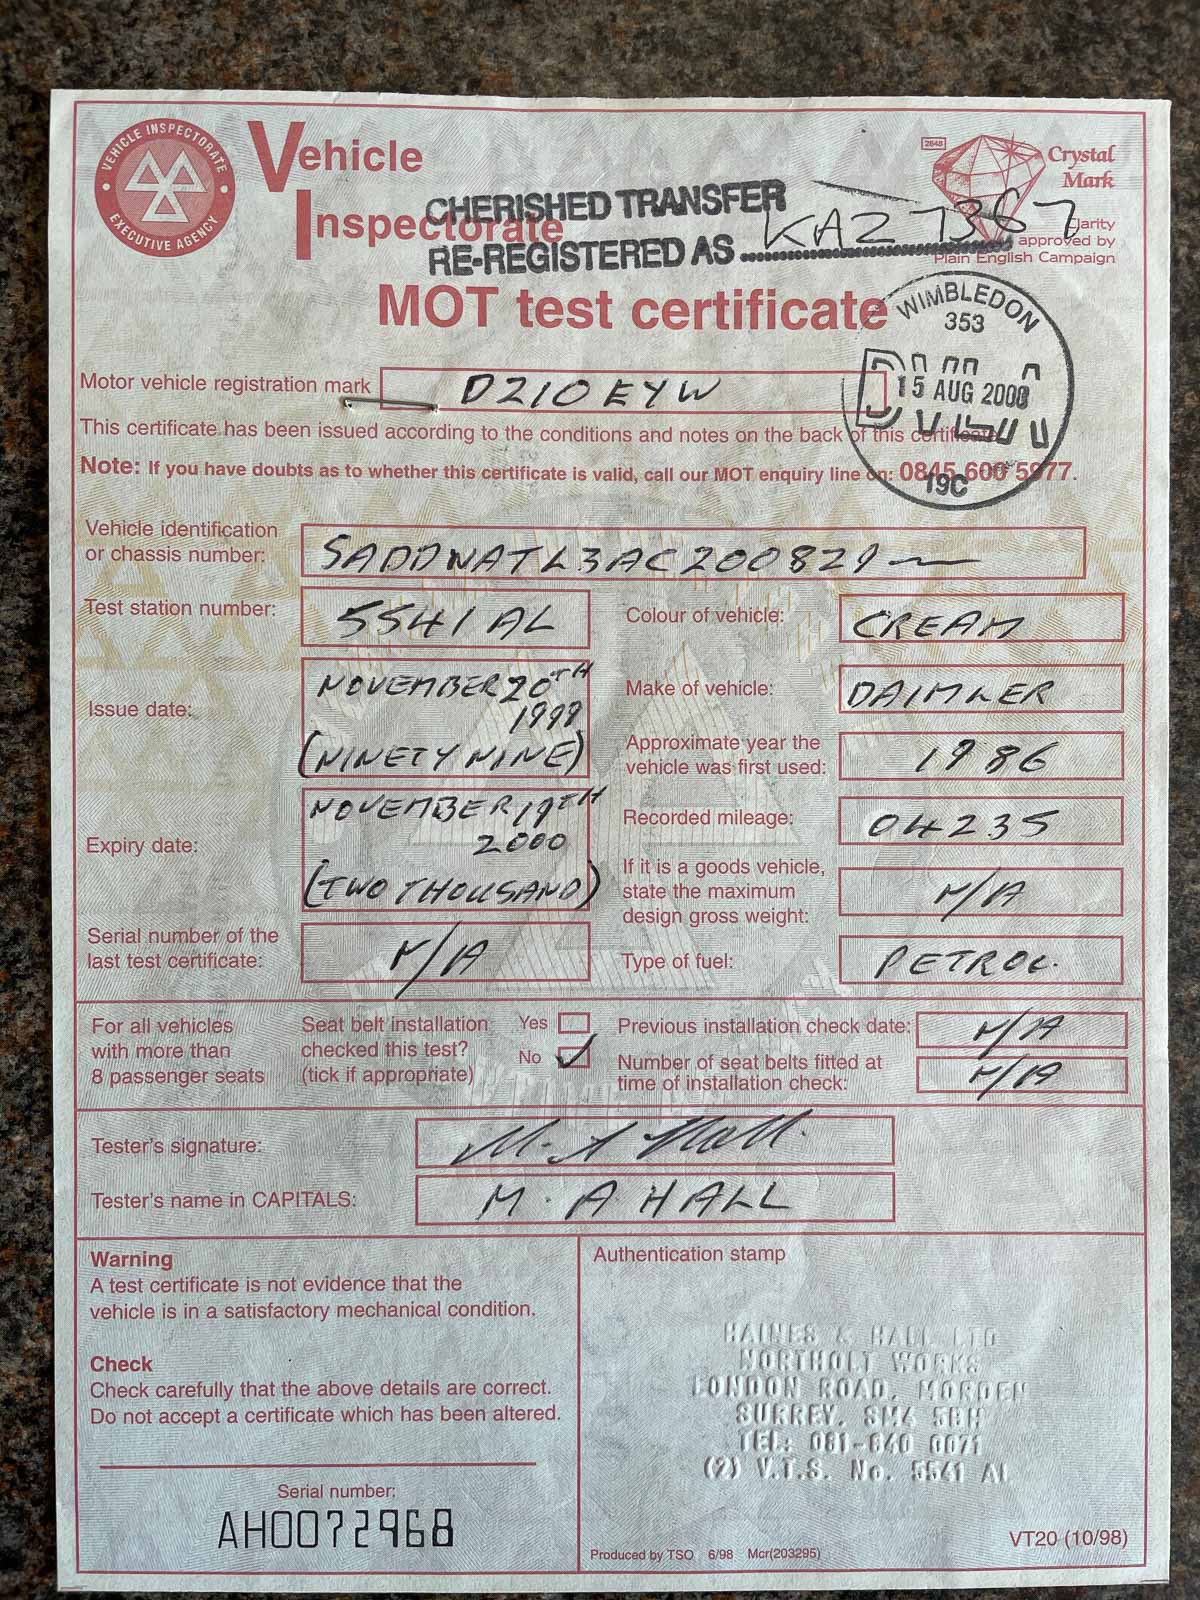 VEHICLE INSPECTORATE
EXECUTIVE AGENCY
Vehicle
Inspectorate
2648
Crystal
Mark
Clarity
approved by
Plain English Campaign
CHERISHED TRANSFER
RE-REGISTERED AS KAZ 7367
MOT test certificate
WIMBLEDON
353
15 AUG 2000
19C
Motor vehicle registration mark D210EYW
This certificate has been issued according to the conditions and notes on the back of this certificate.
Note: If you have doubts as to whether this certificate is valid, call our MOT enquiry line on: 0845 600 5977.
Vehicle identification
or chassis number: SADDNATL3AC200829
Test station number: 5541 AL
Colour of vehicle: CREAM
Issue date: NOVEMBER 20TH
1999
(NINETY NINE)
Make of vehicle: DAIMLER
Approximate year the
vehicle was first used: 1986
Expiry date: NOVEMBER 19TH
2000
(TWO THOUSAND)
Recorded mileage: 04235
If it is a goods vehicle,
state the maximum
design gross weight: N/A
Serial number of the
last test certificate: N/A
Type of fuel: PETROL.
For all vehicles
with more than
8 passenger seats
Seat belt installation
checked this test?
(tick if appropriate)
Yes
No
Previous installation check date: N/A
Number of seat belts fitted at
time of installation check: N/A
Tester's signature: M. A Hall.
Tester's name in CAPITALS: M. A HALL
Warning
A test certificate is not evidence that the
vehicle is in a satisfactory mechanical condition.
Check
Check carefully that the above details are correct.
Do not accept a certificate which has been altered.
Serial number:
AH0072968
Authentication stamp
HAINES & HALL LTD
NORTHOLT WORKS
LONDON ROAD, MORDEN
SURREY. SM4 5BH
TEL: 081-640 0071
(2) V.T.S. No. 5541 AL
Produced by TSO 6/98 Mcr(203295)
VT20 (10/98)